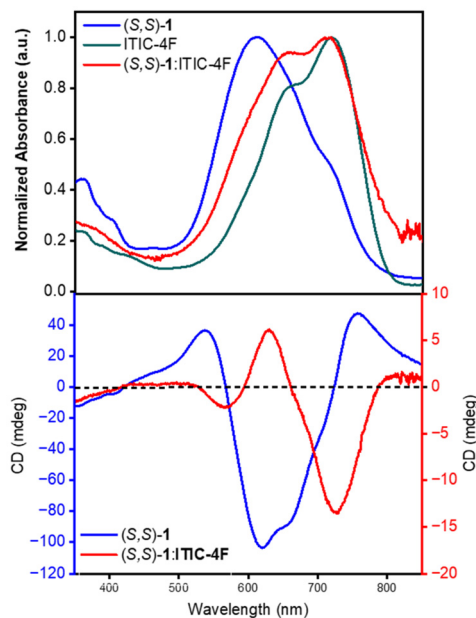 (S,S)-1
ITIC-4F
(S,S)-1:ITIC-4F
Normalized Absorbance (a.u.)
1.0
0.8
0.6
0.4
0.2
0.0
CD (mdeg)
40
20
0
−20
−40
−60
−80
−100
−120
10
5
0
−5
−10
−15
−20
CD (mdeg)
(S,S)-1
(S,S)-1:ITIC-4F
400 500 600 700 800
Wavelength (nm)